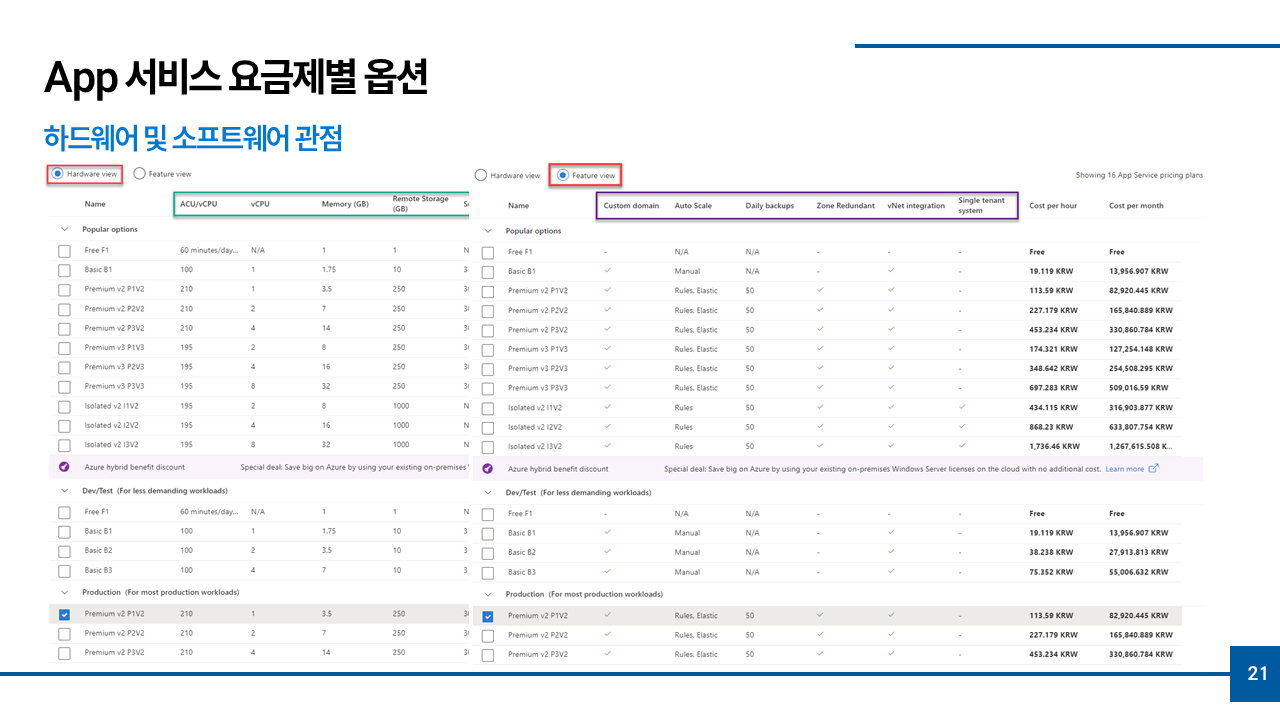 App 서비스 요금제별 옵션
하드웨어 및 소프트웨어 관점
Hardware view Feature view
Name ACU/vCPU vCPU Memory (GB) Remote Storage (GB)
Popular options
Free F1 60 minutes/day... N/A 1 1
Basic B1 100 1 1.75 10 3
Premium v2 P1V2 210 1 3.5 250
Premium v2 P2V2 210 2 7 250
Premium v2 P3V2 210 4 14 250
Premium v3 P1V3 195 2 8 250
Premium v3 P2V3 195 4 16 250
Premium v3 P3V3 195 8 32 250
Isolated v2 I1V2 195 2 8 1000
Isolated v2 I2V2 195 4 16 1000
Isolated v2 I3V2 195 8 32 1000
Azure hybrid benefit discount Special deal: Save big on Azure by using your existing on-premises
Dev/Test (For less demanding workloads)
Free F1 60 minutes/day... N/A 1 1
Basic B1 100 1 1.75 10 3
Basic B2 100 2 3.5 10 3
Basic B3 100 4 7 10 3
Production (For most production workloads)
Premium v2 P1V2 210 1 3.5 250
Premium v2 P2V2 210 2 7 250
Premium v2 P3V2 210 4 14 250
Hardware view Feature view Showing 16 App Service pricing plans
Name Custom domain Auto Scale Daily backups Zone Redundant vNet integration Single tenant system Cost per hour Cost per month
Popular options
Free F1 - N/A N/A - - - Free Free
Basic B1 ✓ Manual N/A - ✓ - 19.119 KRW 13,956.907 KRW
Premium v2 P1V2 ✓ Rules, Elastic 50 ✓ ✓ - 113.59 KRW 82,920.445 KRW
Premium v2 P2V2 ✓ Rules, Elastic 50 ✓ ✓ - 227.179 KRW 165,840.889 KRW
Premium v2 P3V2 ✓ Rules, Elastic 50 ✓ ✓ - 453.234 KRW 330,860.784 KRW
Premium v3 P1V3 ✓ Rules, Elastic 50 ✓ ✓ - 174.321 KRW 127,254.148 KRW
Premium v3 P2V3 ✓ Rules, Elastic 50 ✓ ✓ - 348.642 KRW 254,508.295 KRW
Premium v3 P3V3 ✓ Rules, Elastic 50 ✓ ✓ - 697.283 KRW 509,016.59 KRW
Isolated v2 I1V2 ✓ Rules 50 ✓ ✓ ✓ 434.115 KRW 316,903.877 KRW
Isolated v2 I2V2 ✓ Rules 50 ✓ ✓ ✓ 868.23 KRW 633,807.754 KRW
Isolated v2 I3V2 ✓ Rules 50 ✓ ✓ ✓ 1,736.46 KRW 1,267,615.508 K...
Azure hybrid benefit discount Special deal: Save big on Azure by using your existing on-premises Windows Server licenses on the cloud with no additional cost. Learn more
Dev/Test (For less demanding workloads)
Free F1 - N/A N/A - - - Free Free
Basic B1 ✓ Manual N/A - ✓ - 19.119 KRW 13,956.907 KRW
Basic B2 ✓ Manual N/A - ✓ - 38.238 KRW 27,913.813 KRW
Basic B3 ✓ Manual N/A - ✓ - 75.352 KRW 55,006.632 KRW
Production (For most production workloads)
Premium v2 P1V2 ✓ Rules, Elastic 50 ✓ ✓ - 113.59 KRW 82,920.445 KRW
Premium v2 P2V2 ✓ Rules, Elastic 50 ✓ ✓ - 227.179 KRW 165,840.889 KRW
Premium v2 P3V2 ✓ Rules, Elastic 50 ✓ ✓ - 453.234 KRW 330,860.784 KRW
21